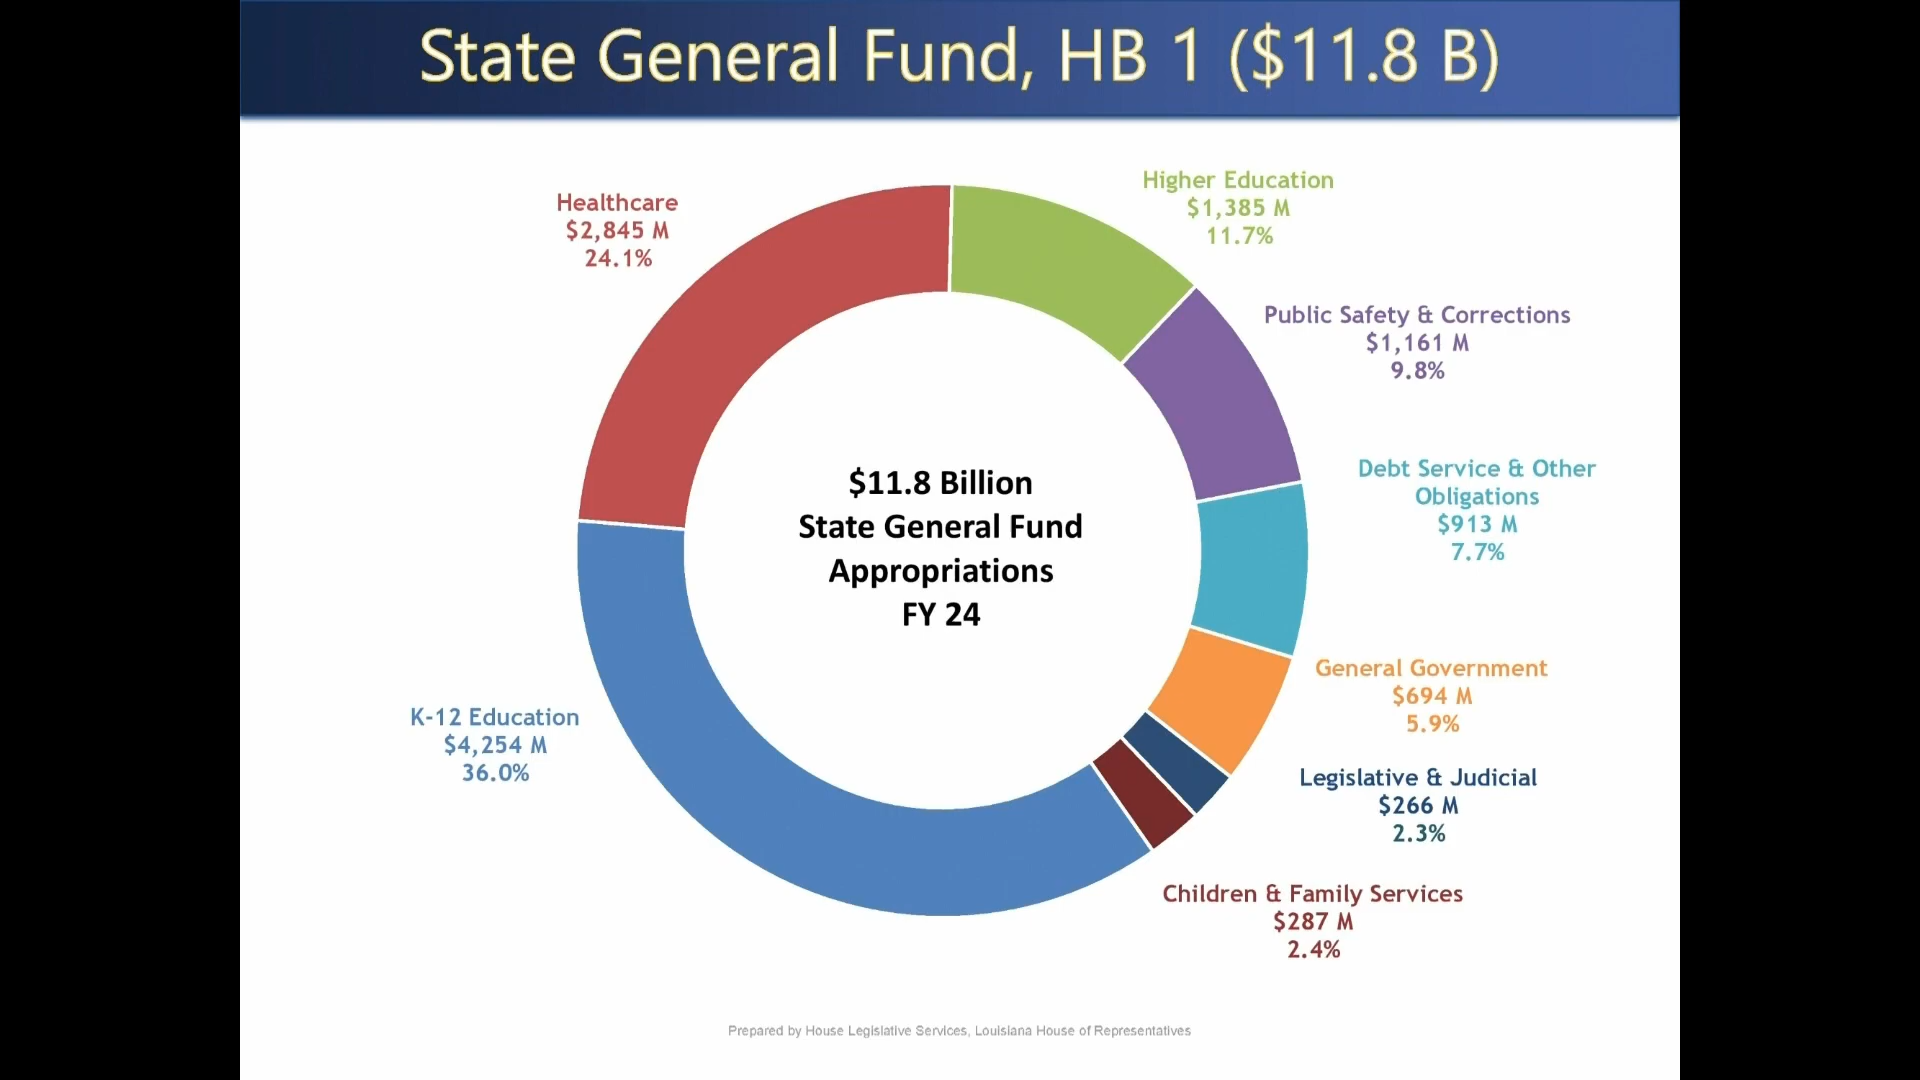 State General Fund, HB 1 ($11.8 B)
Healthcare
$2,845 M
24.1%
Higher Education
$1,385 M
11.7%
Public Safety & Corrections
$1,161 M
9.8%
Debt Service & Other
Obligations
$913 M
7.7%
$11.8 Billion
State General Fund
Appropriations
FY 24
General Government
$694 M
5.9%
K-12 Education
$4,254 M
36.0%
Legislative & Judicial
$266 M
2.3%
Children & Family Services
$287 M
2.4%
Prepared by House Legislative Services, Louisiana House of Representatives